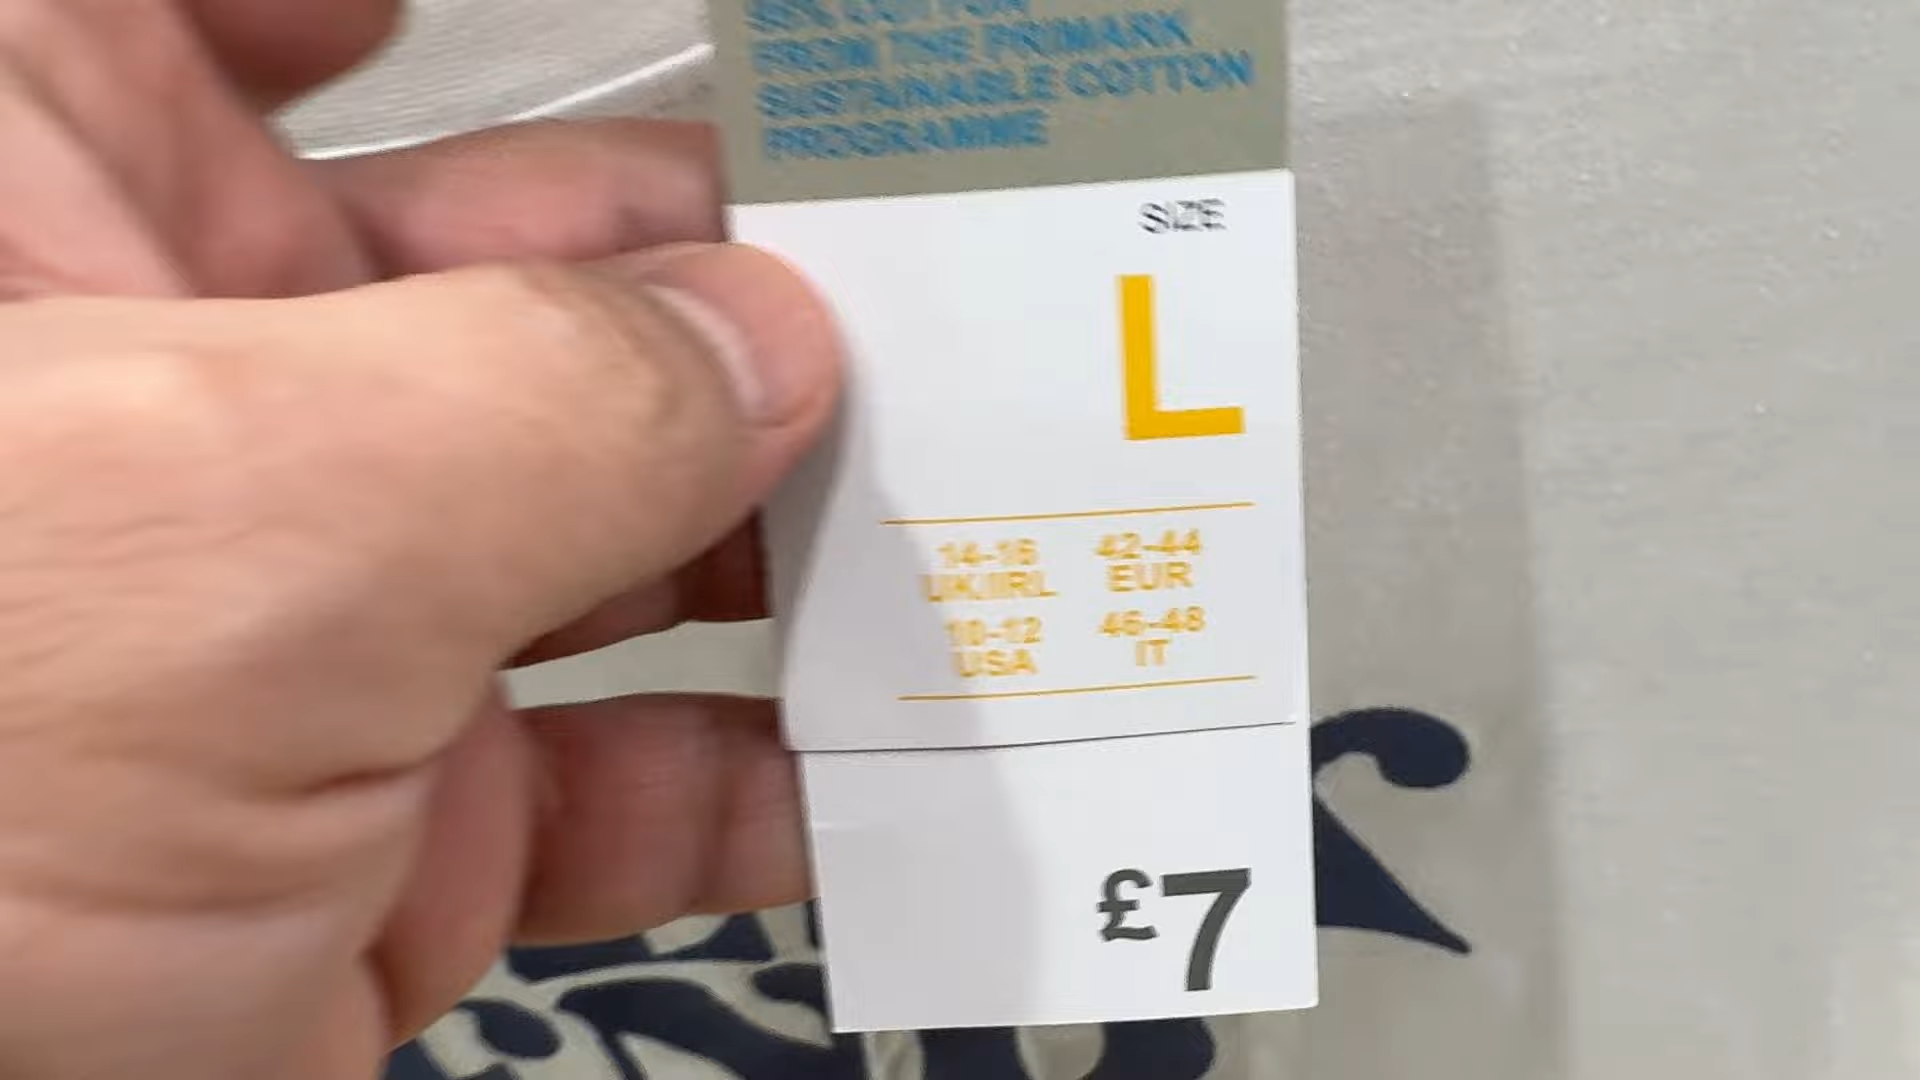 COTTON
FROM THE PRIMARK
SUSTAINABLE COTTON
PROGRAMME
SIZE
L
14-16 42-44
UK/IRL EUR
10-12 46-48
USA IT
£7